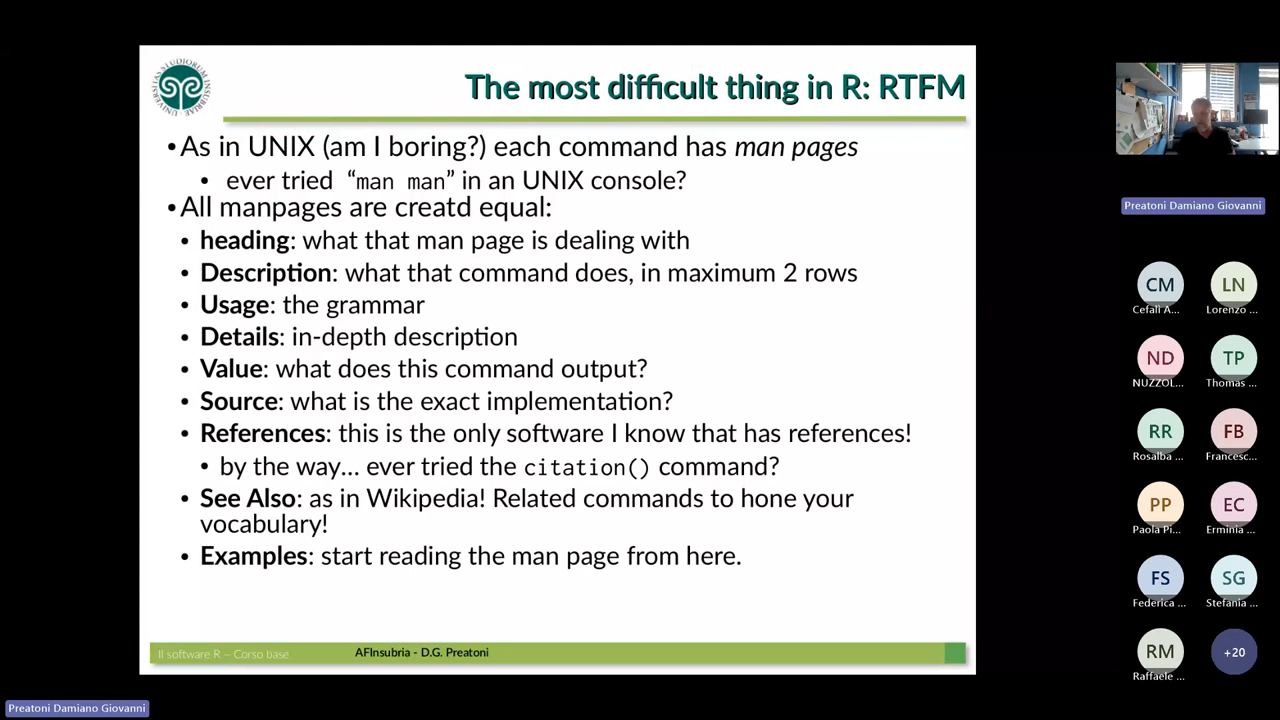 The most difficult thing in R: RTFM
• As in UNIX (am I boring?) each command has man pages
• ever tried “man man” in an UNIX console?
• All manpages are creatd equal:
• heading: what that man page is dealing with
• Description: what that command does, in maximum 2 rows
• Usage: the grammar
• Details: in-depth description
• Value: what does this command output?
• Source: what is the exact implementation?
• References: this is the only software I know that has references!
• by the way... ever tried the citation() command?
• See Also: as in Wikipedia! Related commands to hone your
vocabulary!
• Examples: start reading the man page from here.
Il software R – Corso base
AFInsubria - D.G. Preatoni
Preatoni Damiano Giovanni
CM
LN
Cefalì A...
Lorenzo ...
ND
TP
NUZZOL...
Thomas ...
RR
FB
Rosalba ...
Francesc...
PP
EC
Paola Pi...
Erminia ...
FS
SG
Federica ...
Stefania ...
RM
+20
Raffaele ...
Preatoni Damiano Giovanni